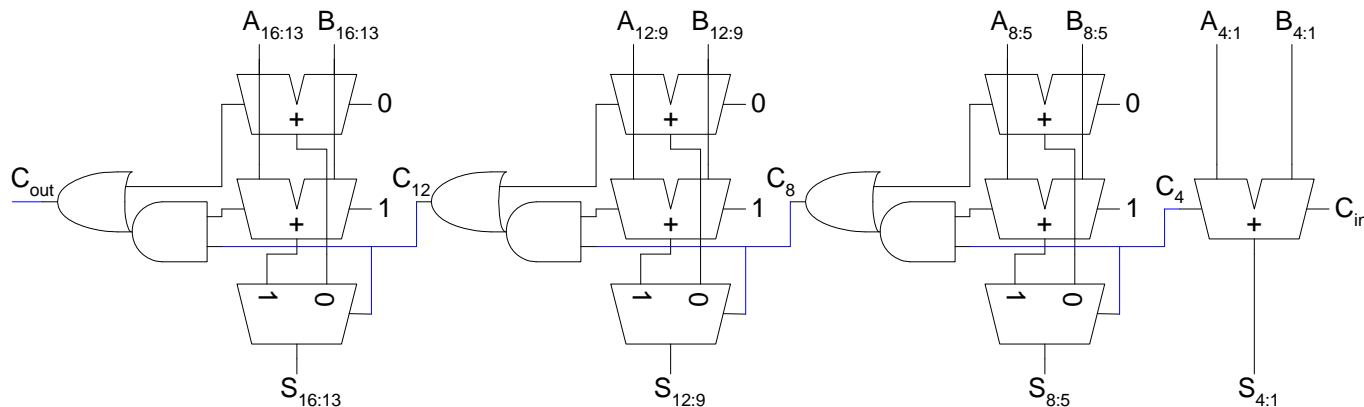 A16:13 B16:13 A12:9 B12:9 A8:5 B8:5 A4:1 B4:1
0 0 0
+ + +
Cout C12 C8 C4
1 1 1 Cin
+ + + +
1 0 1 0 1 0
S16:13 S12:9 S8:5 S4:1